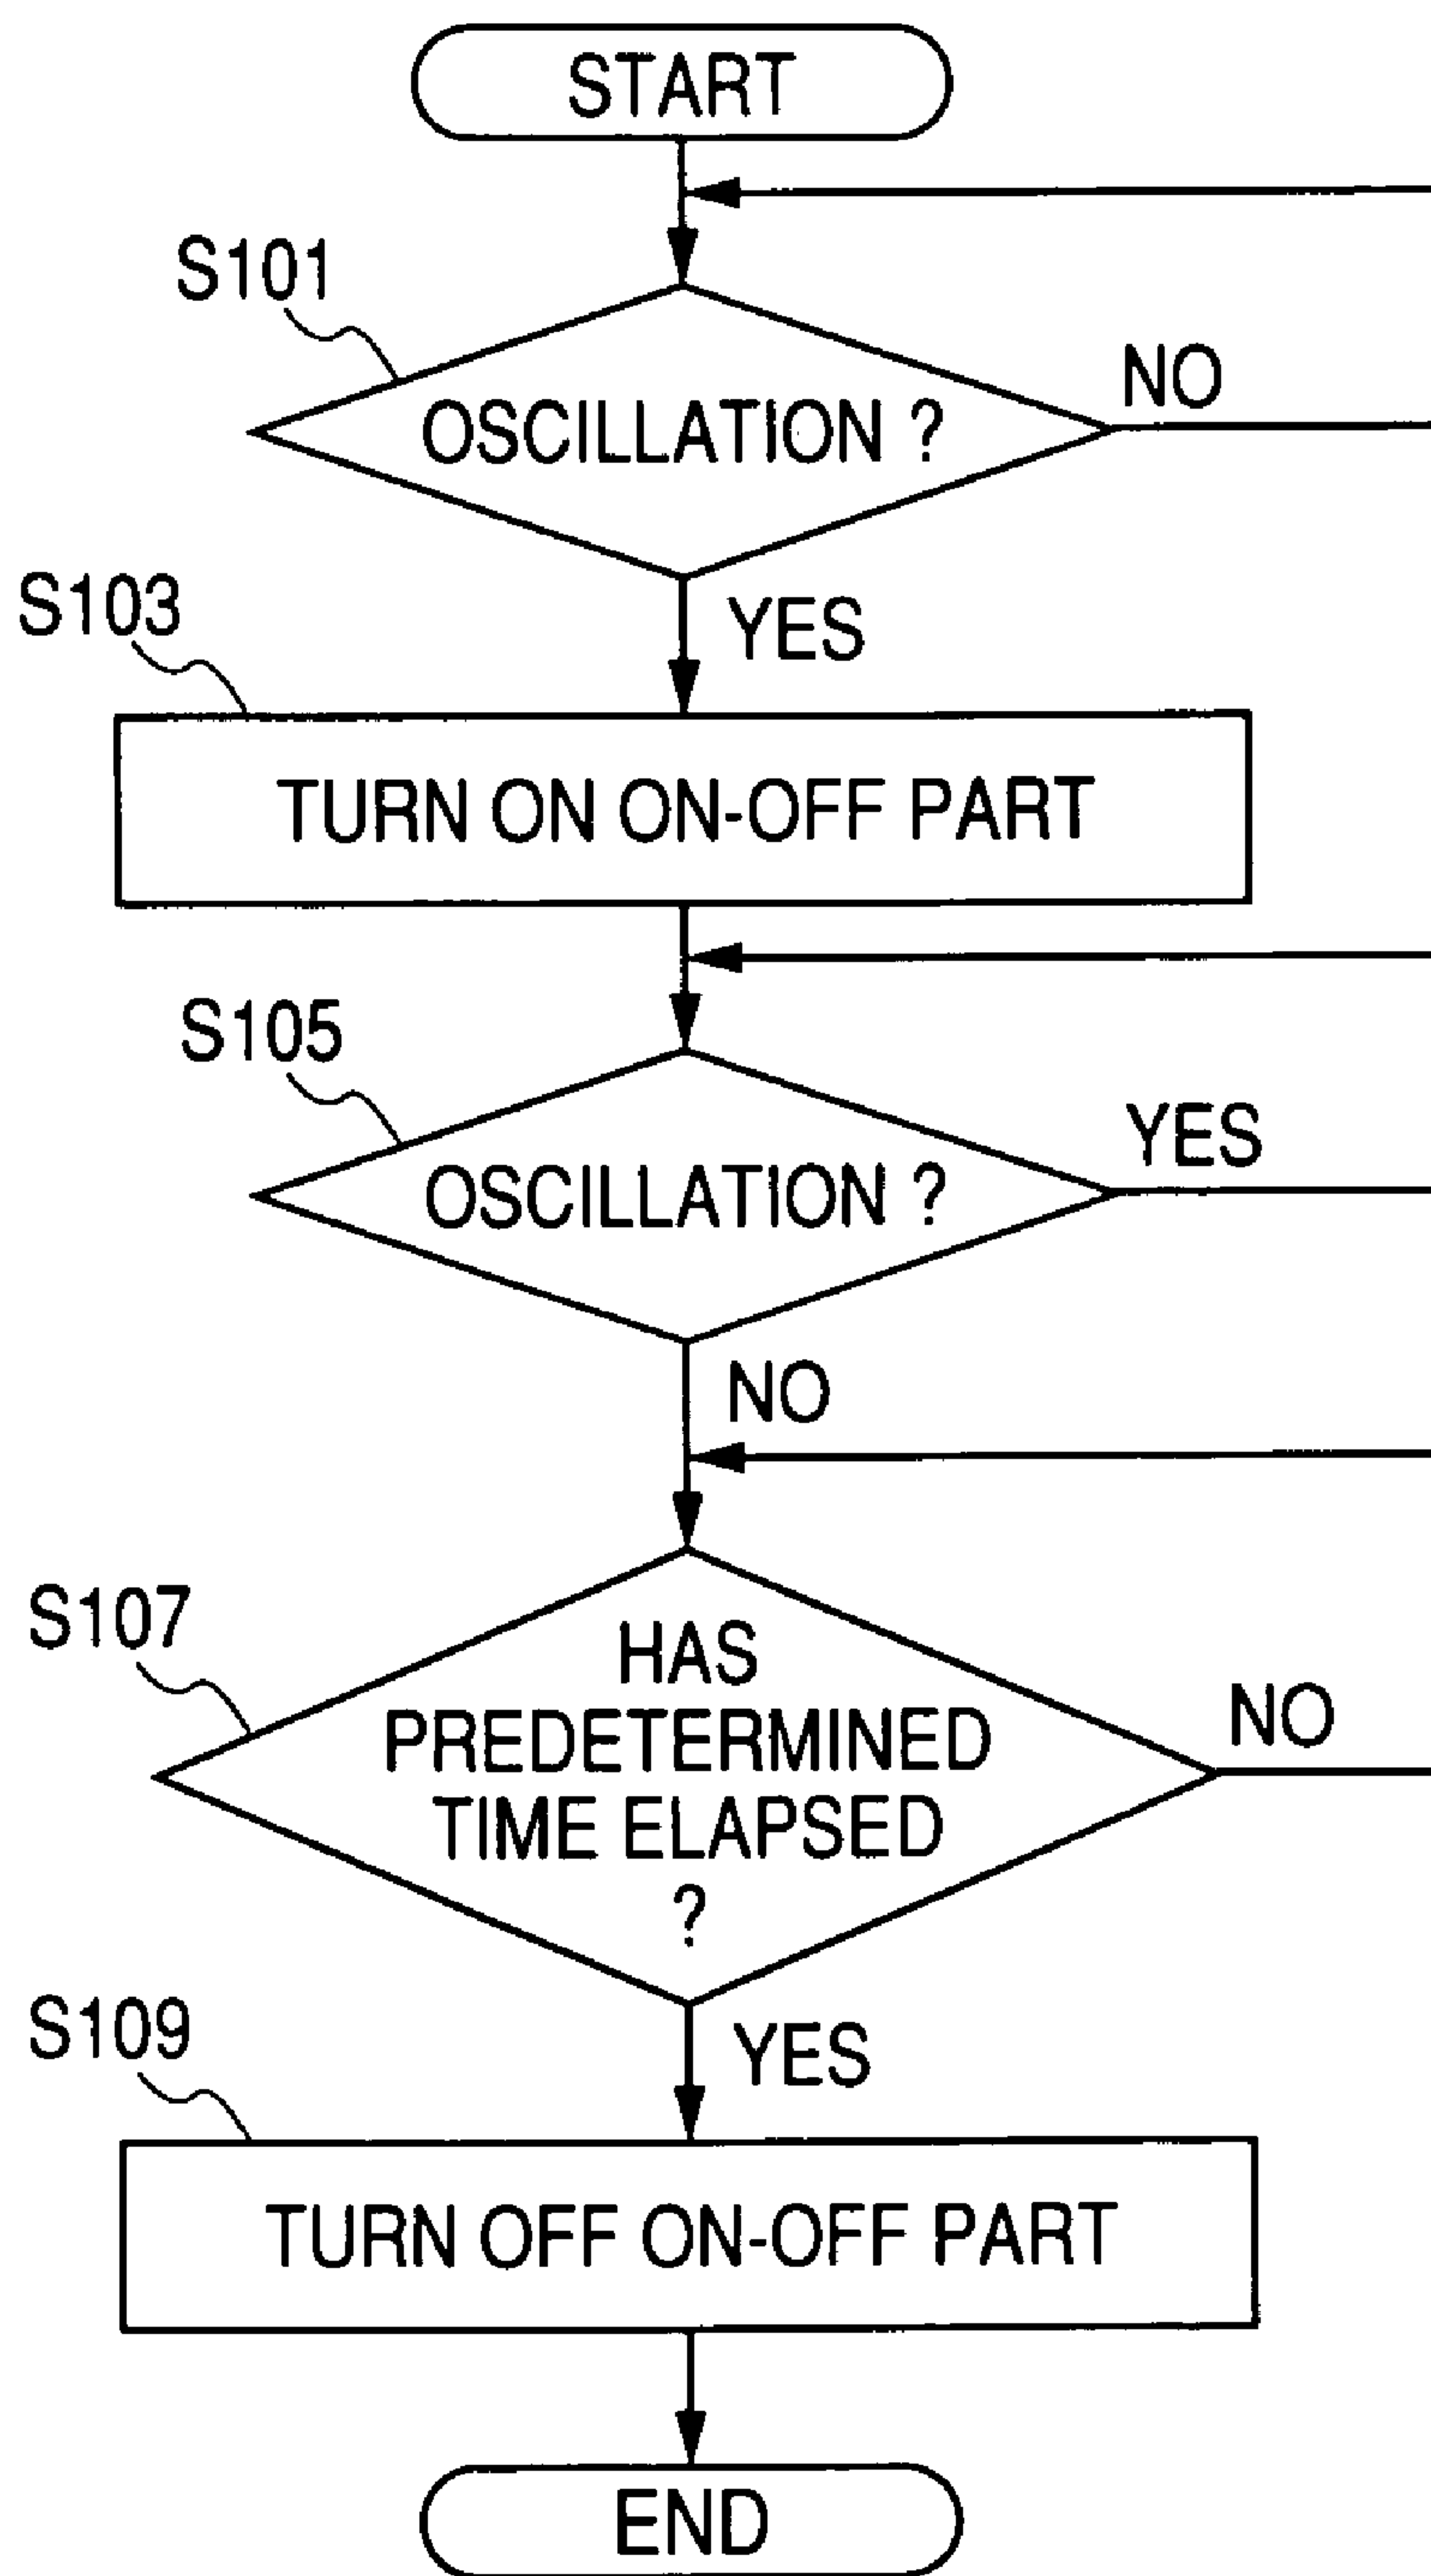 START
S101
OSCILLATION ?
NO
YES
S103
TURN ON ON-OFF PART
S105
OSCILLATION ?
YES
NO
S107
HAS
PREDETERMINED
TIME ELAPSED
?
NO
YES
S109
TURN OFF ON-OFF PART
END